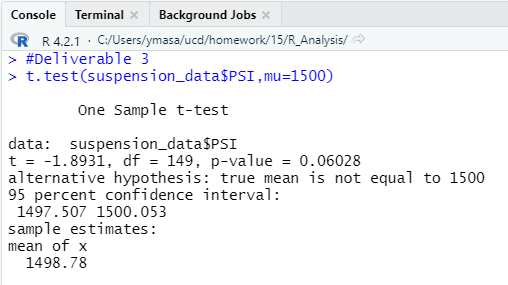 Console Terminal × Background Jobs ×
R 4.2.1 · C:/Users/ymasa/ucd/homework/15/R_Analysis/
> #Deliverable 3
> t.test(suspension_data$PSI,mu=1500)
One Sample t-test
data:  suspension_data$PSI
t = -1.8931, df = 149, p-value = 0.06028
alternative hypothesis: true mean is not equal to 1500
95 percent confidence interval:
1497.507 1500.053
sample estimates:
mean of x
1498.78